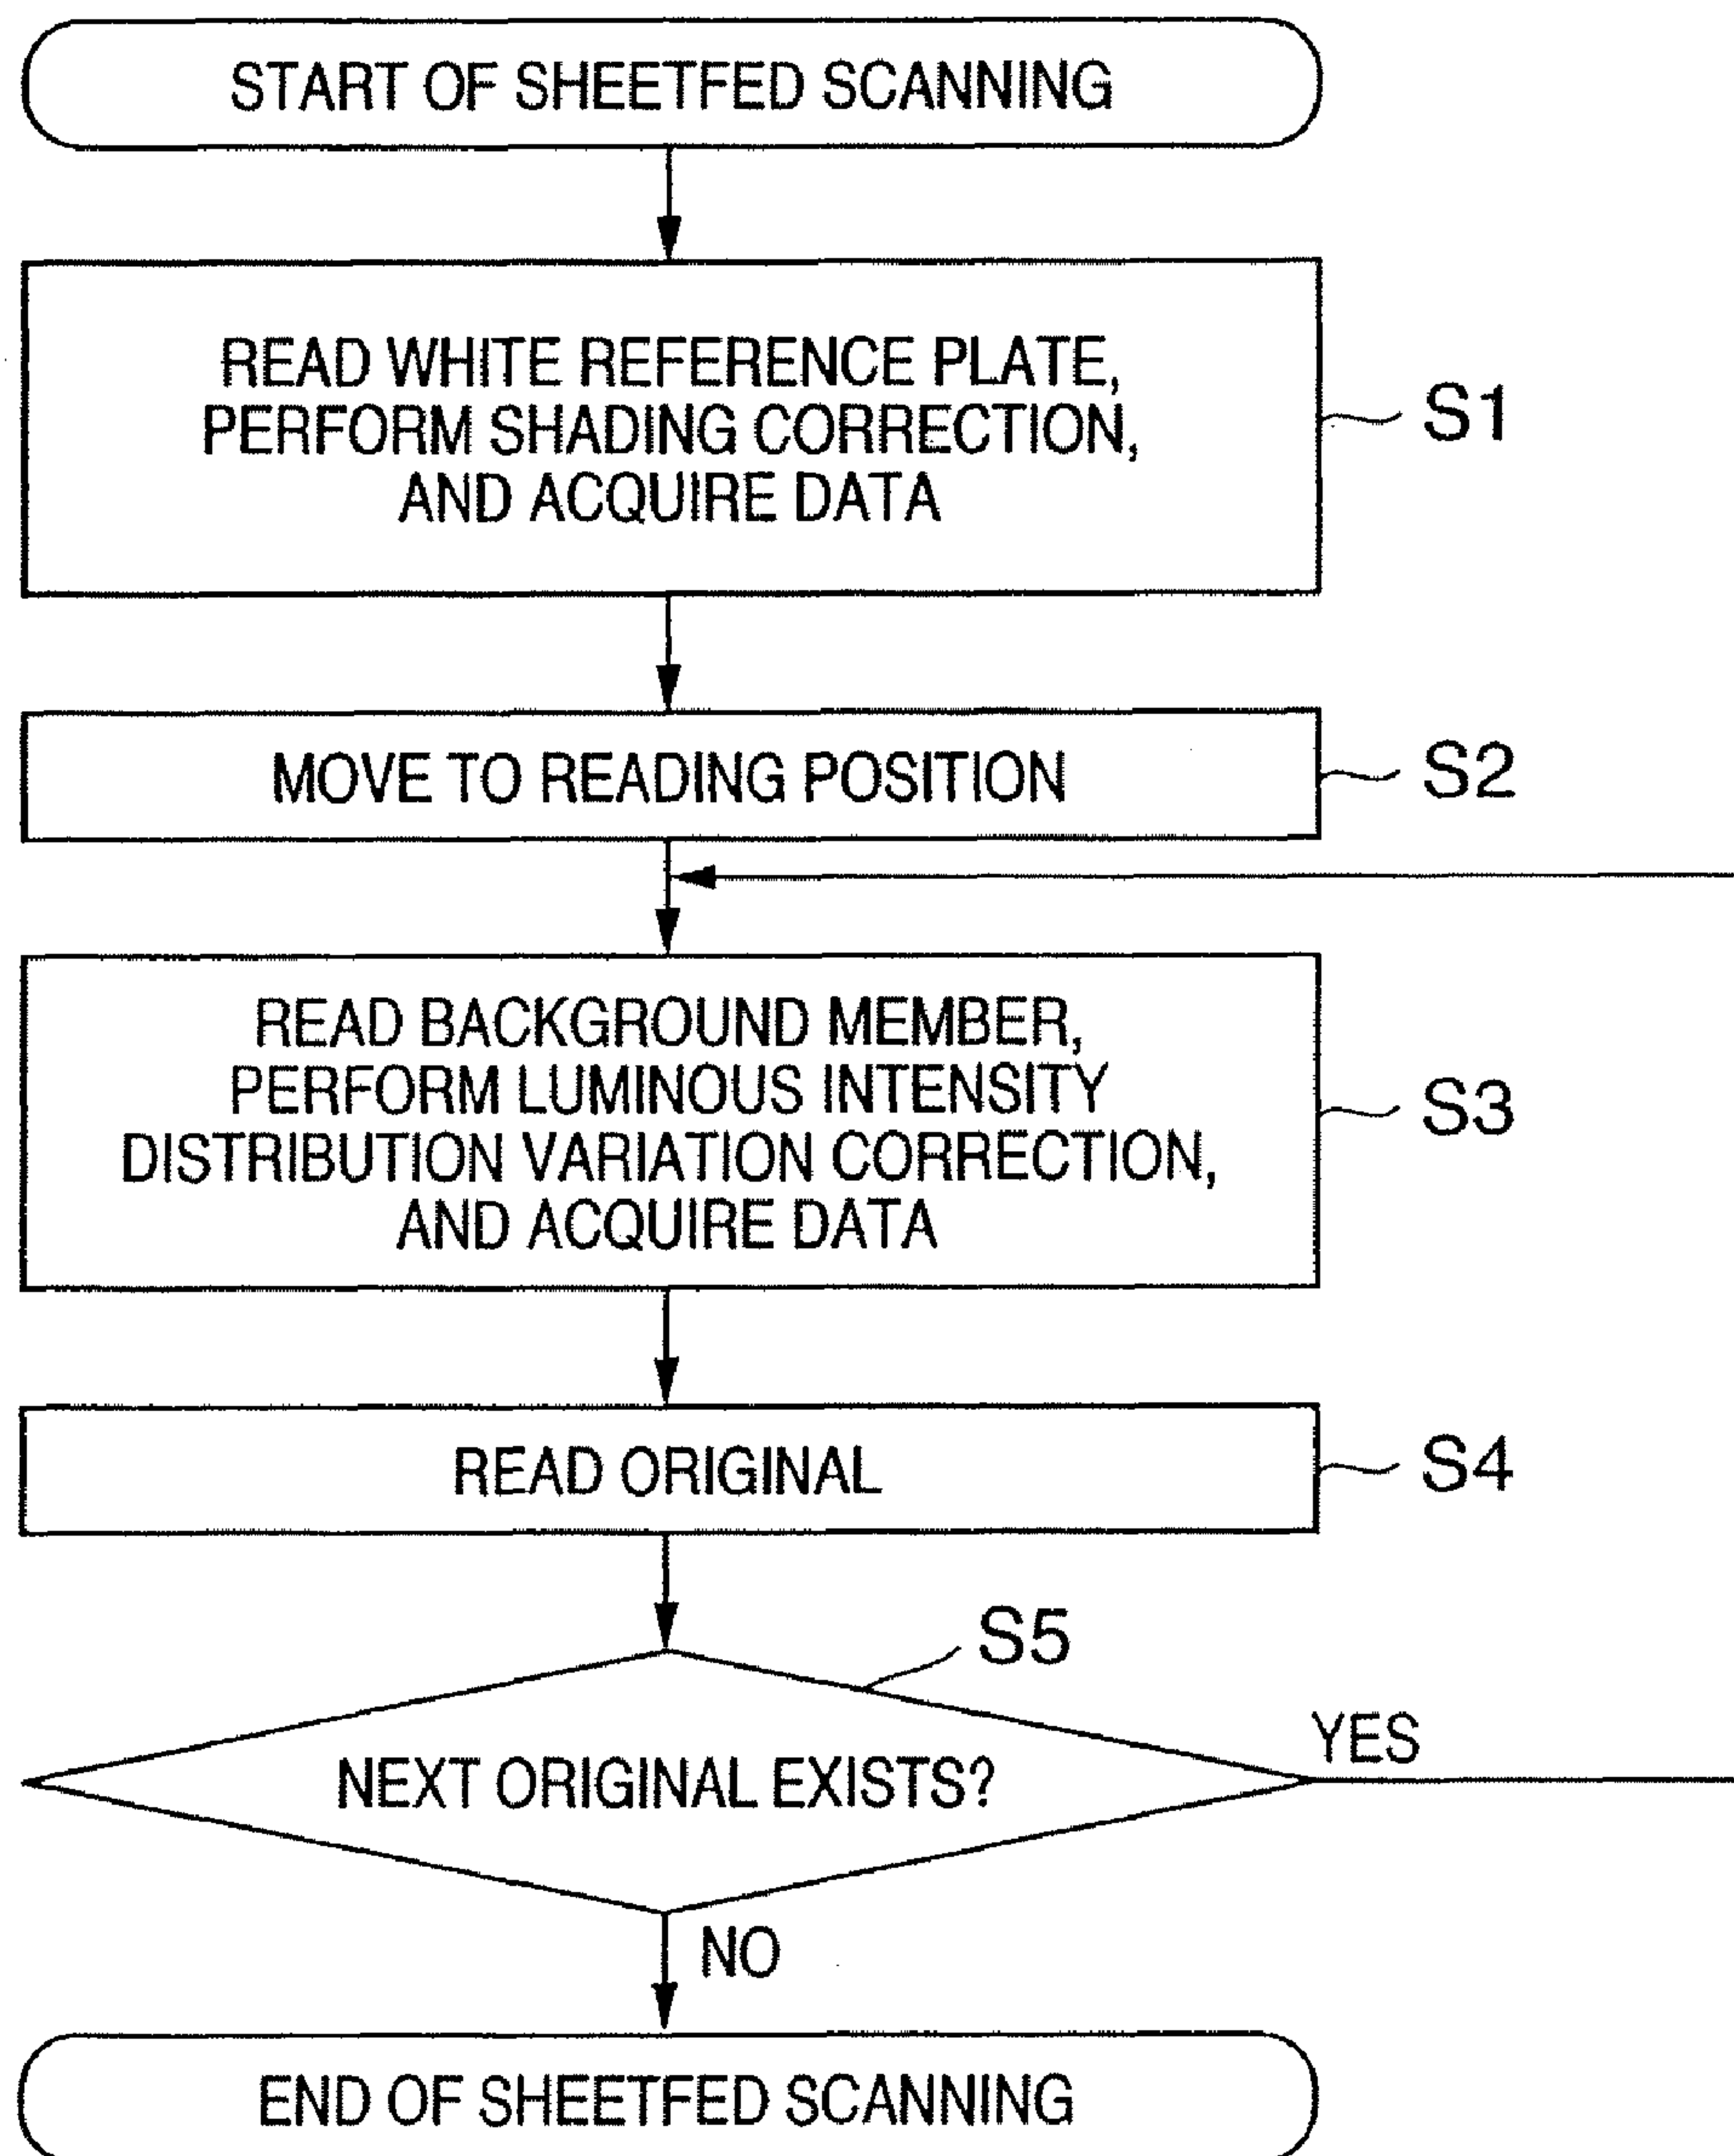 START OF SHEETFED SCANNING
READ WHITE REFERENCE PLATE,
PERFORM SHADING CORRECTION,
AND ACQUIRE DATA
S1
MOVE TO READING POSITION
S2
READ BACKGROUND MEMBER,
PERFORM LUMINOUS INTENSITY
DISTRIBUTION VARIATION CORRECTION,
AND ACQUIRE DATA
S3
READ ORIGINAL
S4
S5
NEXT ORIGINAL EXISTS?
YES
NO
END OF SHEETFED SCANNING